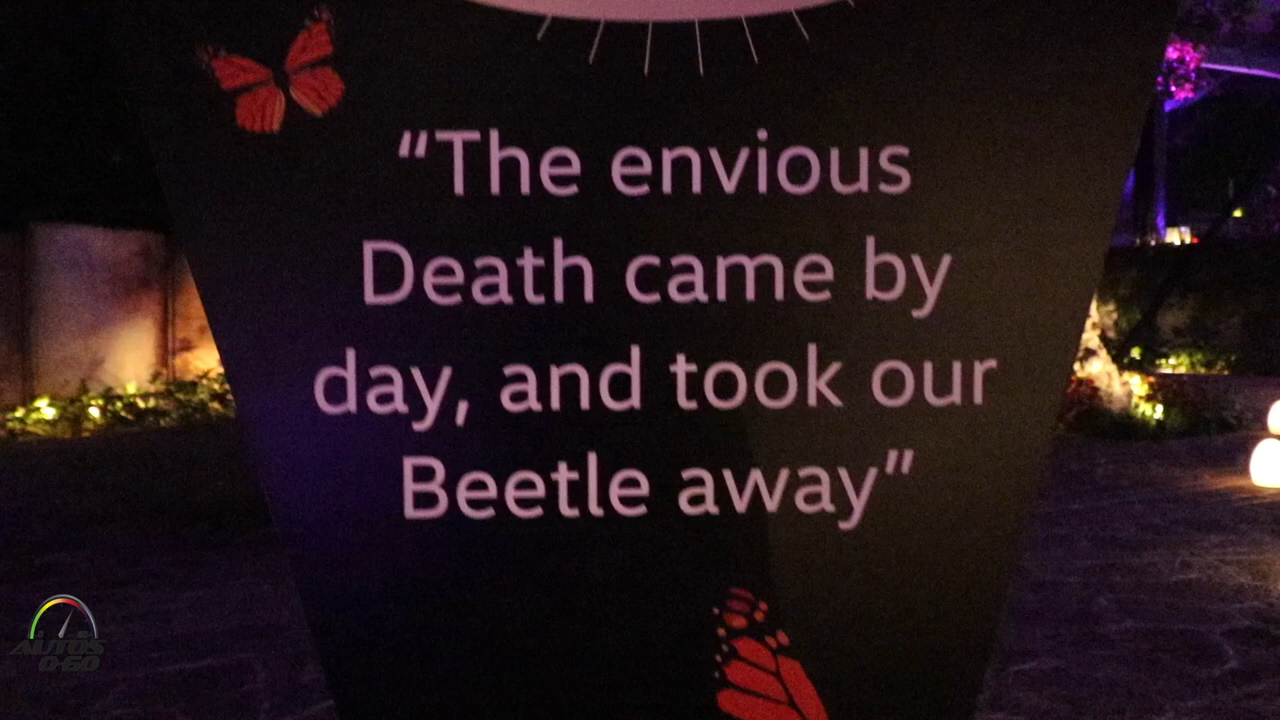 “The envious
Death came by
day, and took our
Beetle away”
AUTOS
0-60